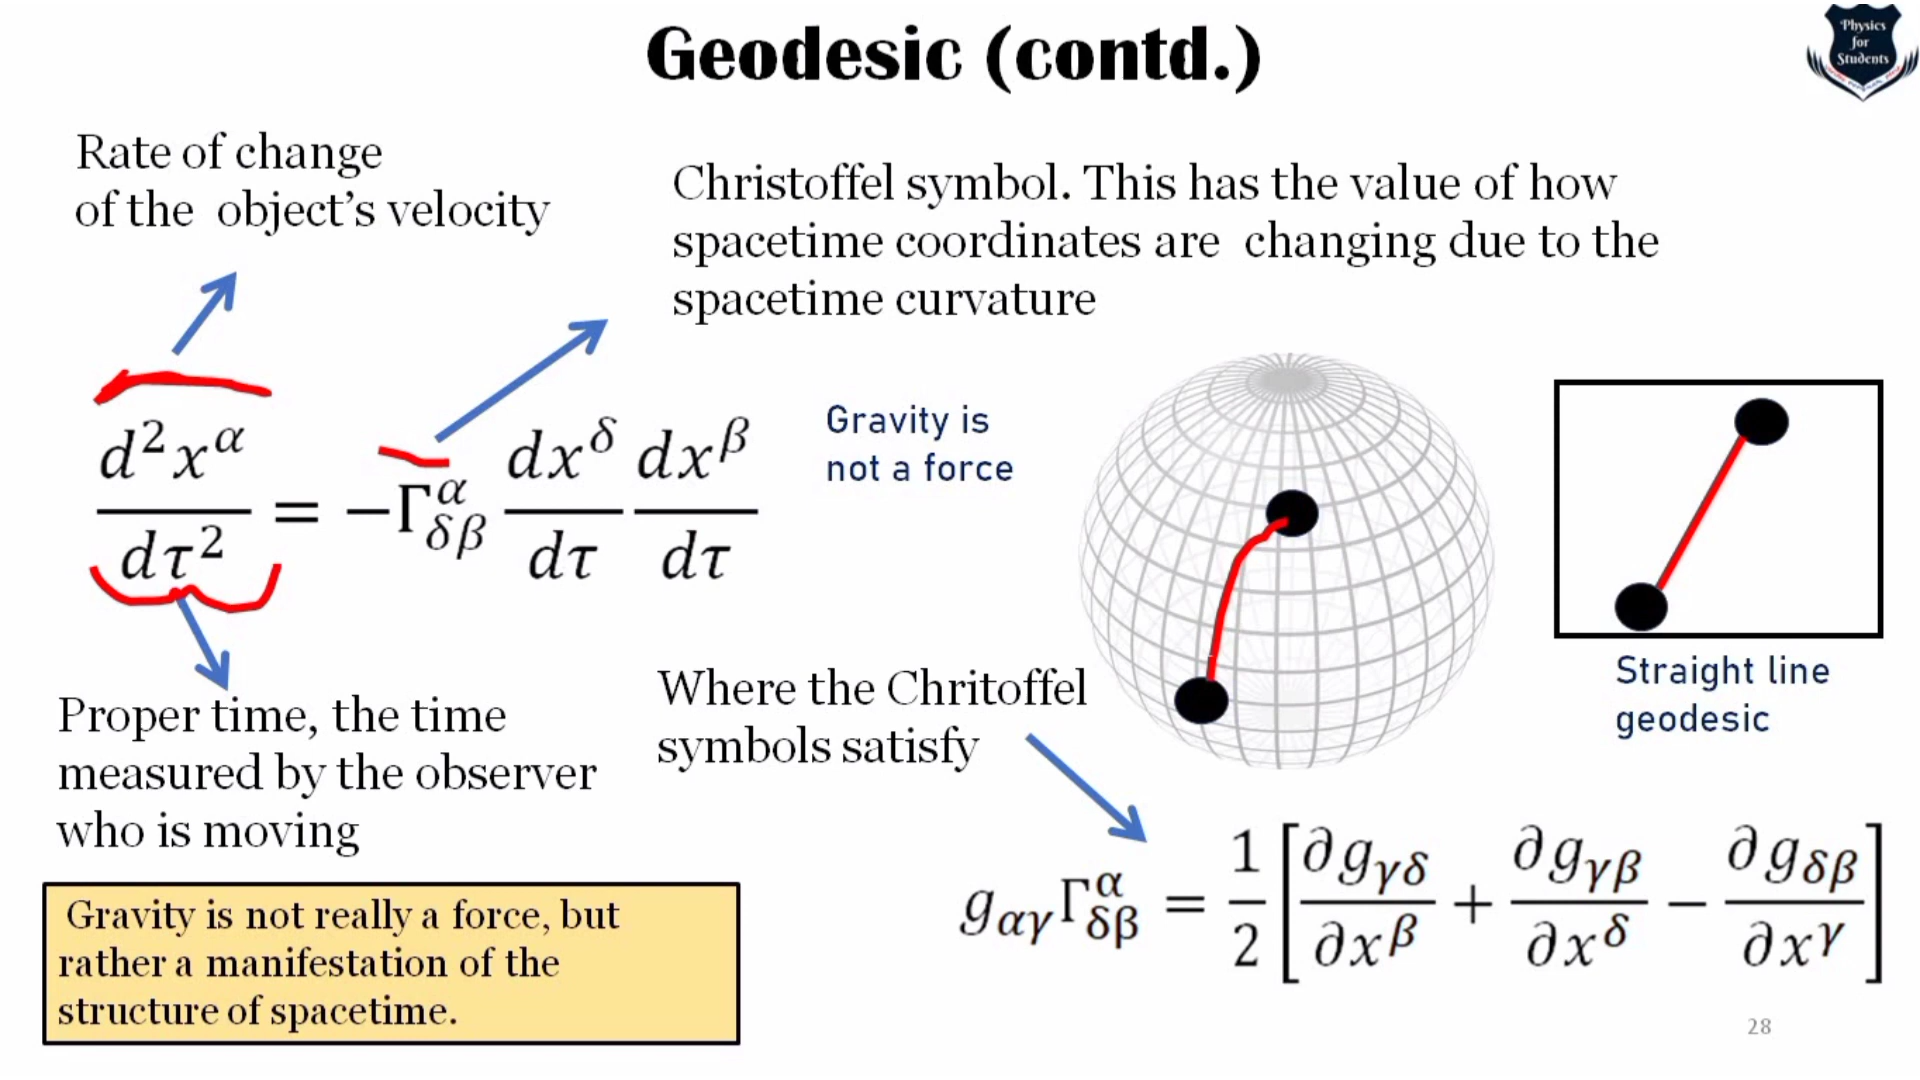 Geodesic (contd.)
Physics
for
Students
Rate of change
of the object's velocity
Christoffel symbol. This has the value of how
spacetime coordinates are changing due to the
spacetime curvature
d²x^α/dτ² = −Γ^α_δβ dx^δ/dτ dx^β/dτ
Gravity is
not a force
Straight line
geodesic
Proper time, the time
measured by the observer
who is moving
Where the Chritoffel
symbols satisfy
g_αγ Γ^α_δβ = 1/2 [∂g_γδ/∂x^β + ∂g_γβ/∂x^δ − ∂g_δβ/∂x^γ]
Gravity is not really a force, but
rather a manifestation of the
structure of spacetime.
28